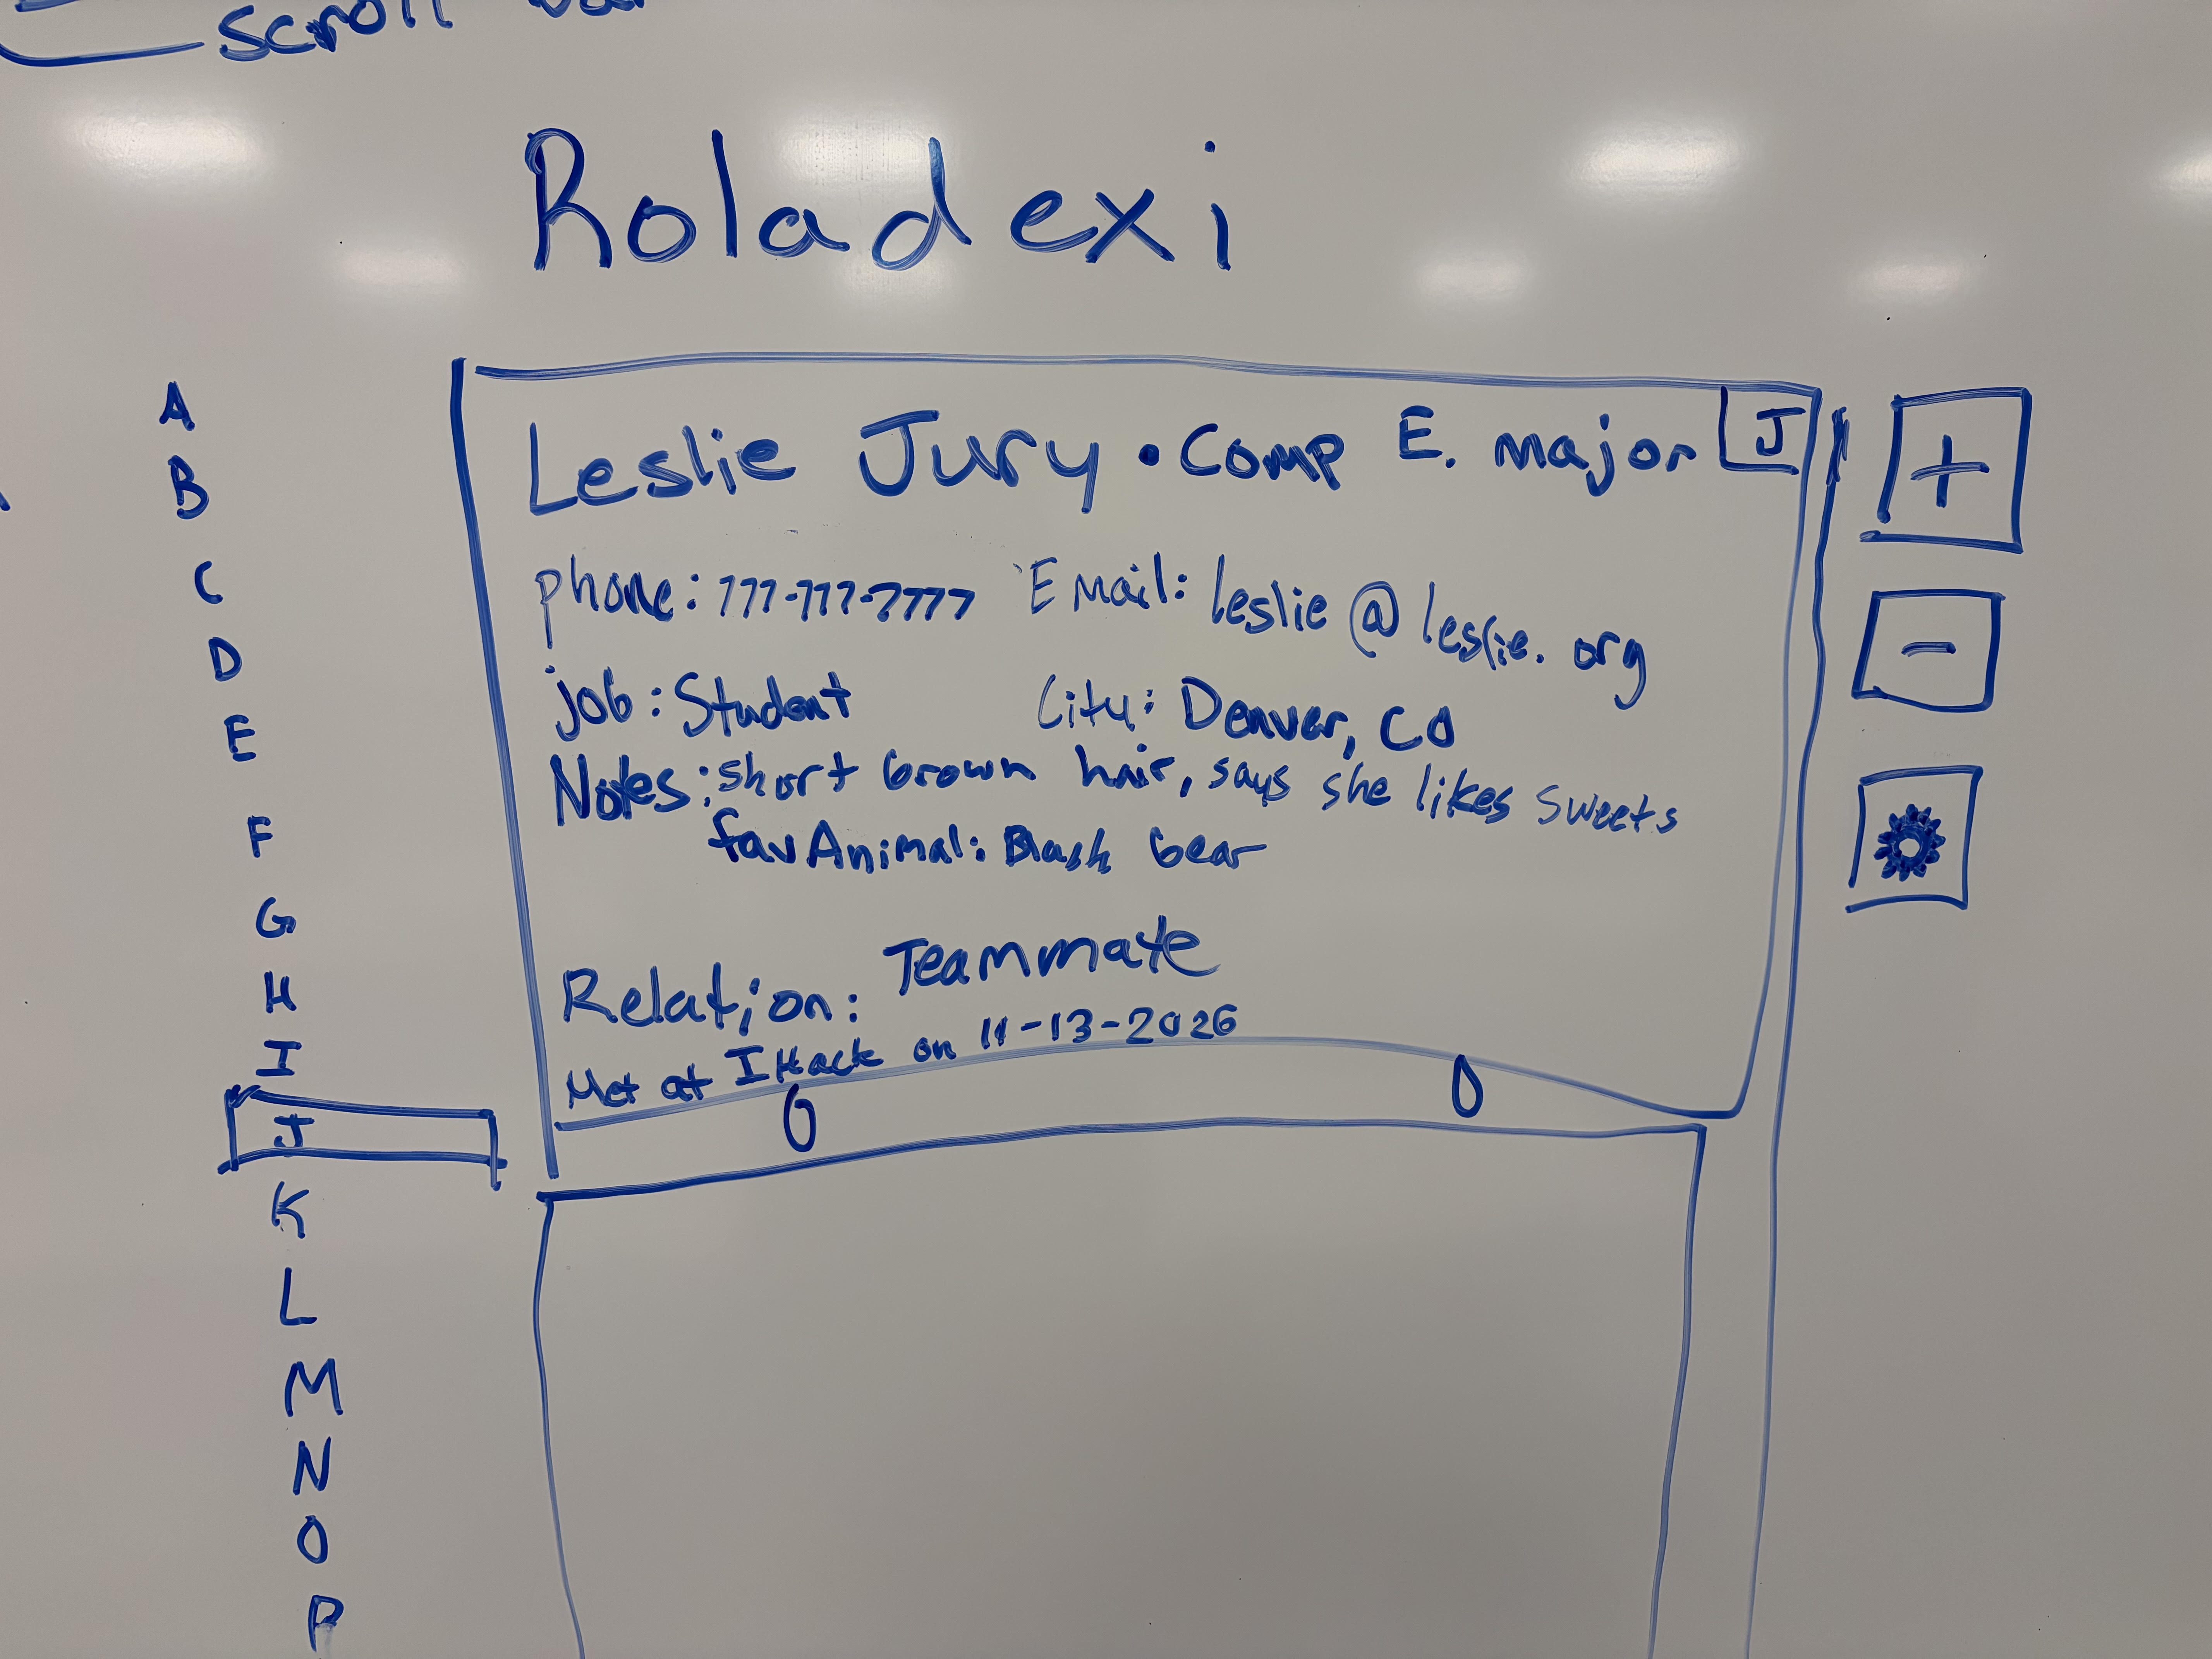 scroll
Roladexi
A
B
C
D
E
F
G
H
I
J
K
L
M
N
O
P
Leslie Jury • Comp E. major
J
phone: 777-777-7777 Email: leslie@leslie.org
job: Student City: Denver, CO
Notes: short brown hair, says she likes sweets
fav Animal: Black bear
Relation: Teammate
Met at IHack on 11-13-2026
+
-